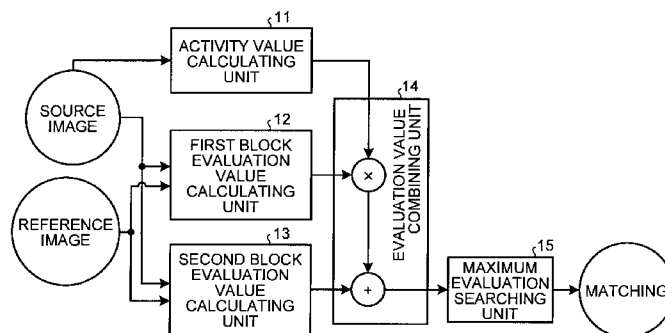 11
ACTIVITY VALUE
CALCULATING
UNIT
SOURCE
IMAGE
12
FIRST BLOCK
EVALUATION
VALUE
CALCULATING
UNIT
14
EVALUATION VALUE
COMBINING UNIT
×
REFERENCE
IMAGE
13
SECOND BLOCK
EVALUATION
VALUE
CALCULATING
UNIT
+
15
MAXIMUM
EVALUATION
SEARCHING
UNIT
MATCHING